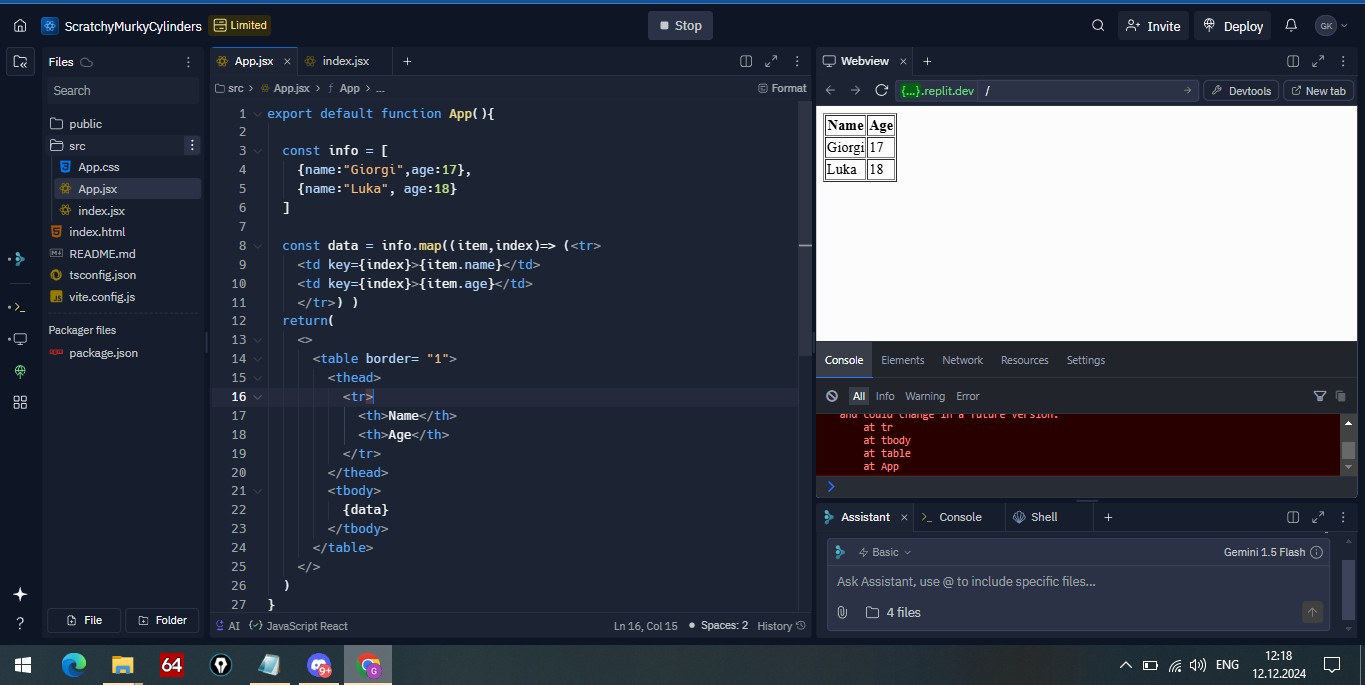 ScratchyMurkyCylinders
Limited
Stop
Invite
Deploy
GK
Files
Search
public
src
App.css
App.jsx
index.jsx
index.html
README.md
tsconfig.json
vite.config.js
Packager files
package.json
File
Folder
App.jsx
index.jsx
src > App.jsx > f App > ...
Format
1 export default function App(){
2
3 const info = [
4 {name:"Giorgi",age:17},
5 {name:"Luka", age:18}
6 ]
7
8 const data = info.map((item,index)=> (<tr>
9 <td key={index}>{item.name}</td>
10 <td key={index}>{item.age}</td>
11 </tr>) )
12 return(
13 <>
14 <table border= "1">
15 <thead>
16 <tr>
17 <th>Name</th>
18 <th>Age</th>
19 </tr>
20 </thead>
21 <tbody>
22 {data}
23 </tbody>
24 </table>
25 </>
26 )
27 }
AI
JavaScript React
Ln 16, Col 15
Spaces: 2
History
Webview
{...}.replit.dev /
Devtools
New tab
Name Age
Giorgi 17
Luka 18
Console Elements Network Resources Settings
All Info Warning Error
and could change in a future version.
at tr
at tbody
at table
at App
Assistant
Console
Shell
Basic
Gemini 1.5 Flash
Ask Assistant, use @ to include specific files...
4 files
64
9+
G
ENG
12:18
12.12.2024